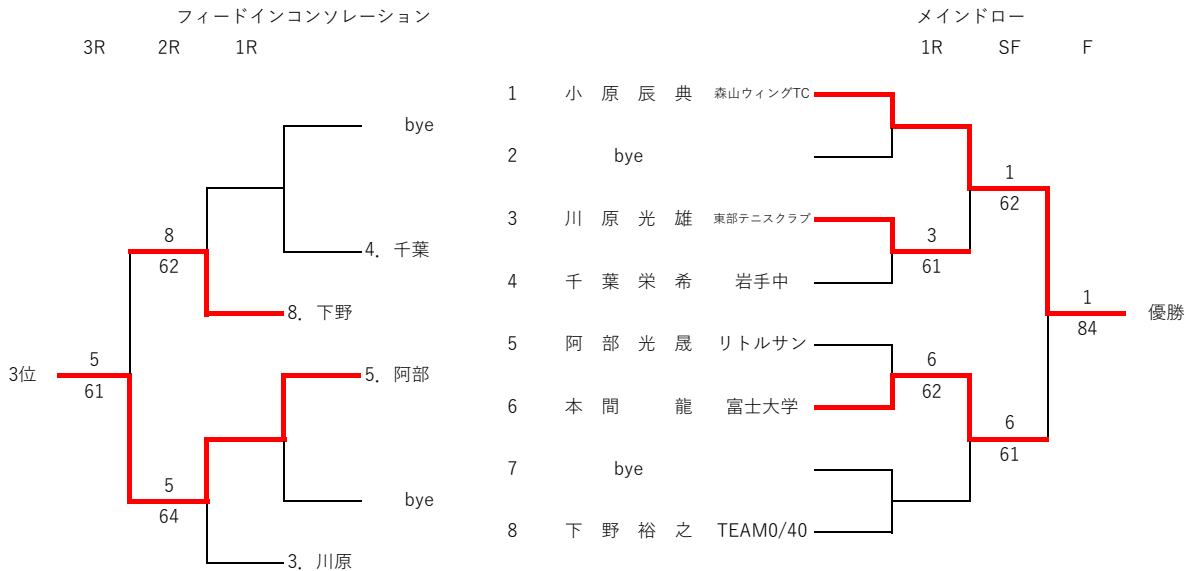 フィードインコンソレーション
メインドロー
3R 2R 1R
1R SF F
1 小原辰典 森山ウィングTC
bye
2 bye
1
62
3 川原光雄 東部テニスクラブ
8
3
4. 千葉
62
61
4 千葉栄希 岩手中
8. 下野
1
優勝
84
5 阿部光晟 リトルサン
5
6
3位
5. 阿部
61
62
6 本間龍 富士大学
6
61
7 bye
5
bye
64
8 下野裕之 TEAM0/40
3. 川原